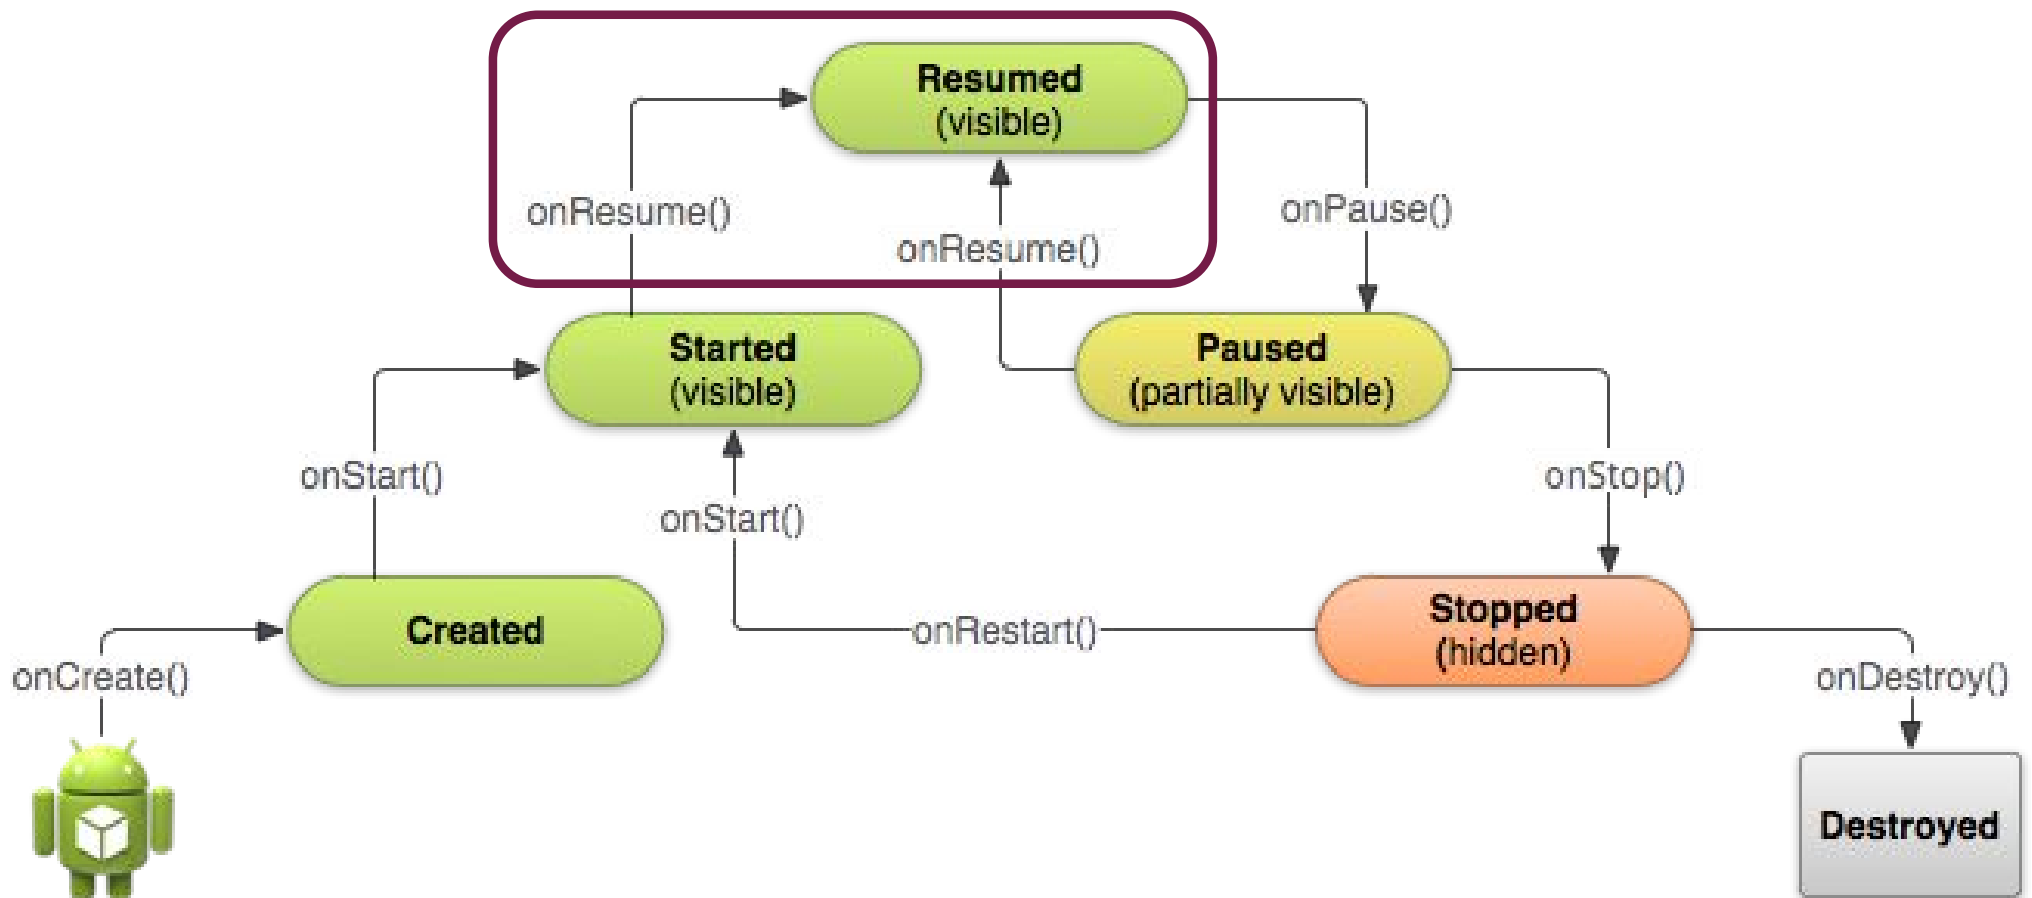 Resumed
(visible)
onResume()
onPause()
onResume()
Started
(visible)
Paused
(partially visible)
onStart()
onStop()
onStart()
Created
onRestart()
Stopped
(hidden)
onCreate()
onDestroy()
Destroyed